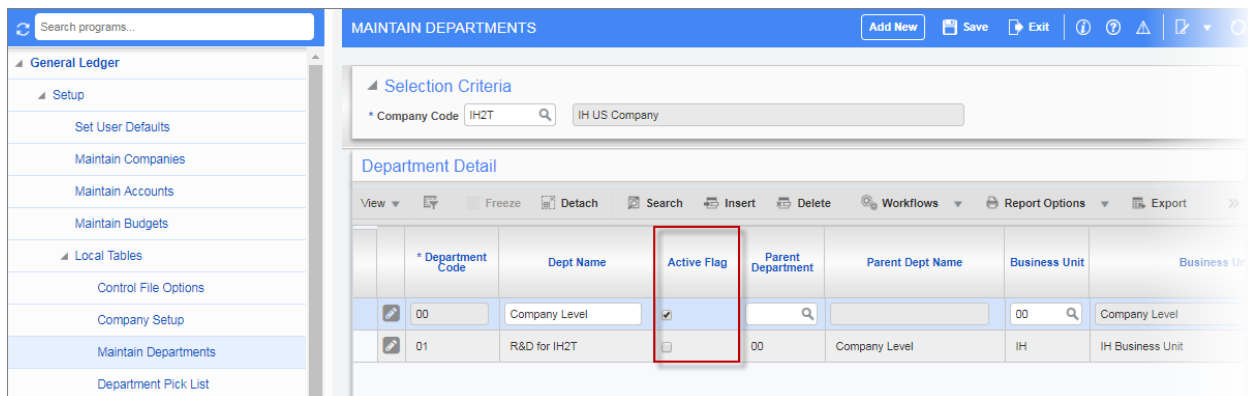 Search programs...
General Ledger
Setup
Set User Defaults
Maintain Companies
Maintain Accounts
Maintain Budgets
Local Tables
Control File Options
Company Setup
Maintain Departments
Department Pick List
MAINTAIN DEPARTMENTS Add New Save Exit
Selection Criteria
* Company Code IH2T IH US Company
Department Detail
View Freeze Detach Search Insert Delete Workflows Report Options Export
* Department Code Dept Name Active Flag Parent Department Parent Dept Name Business Unit Business
00 Company Level 00 Company Level
01 R&D for IH2T 00 Company Level IH IH Business Unit